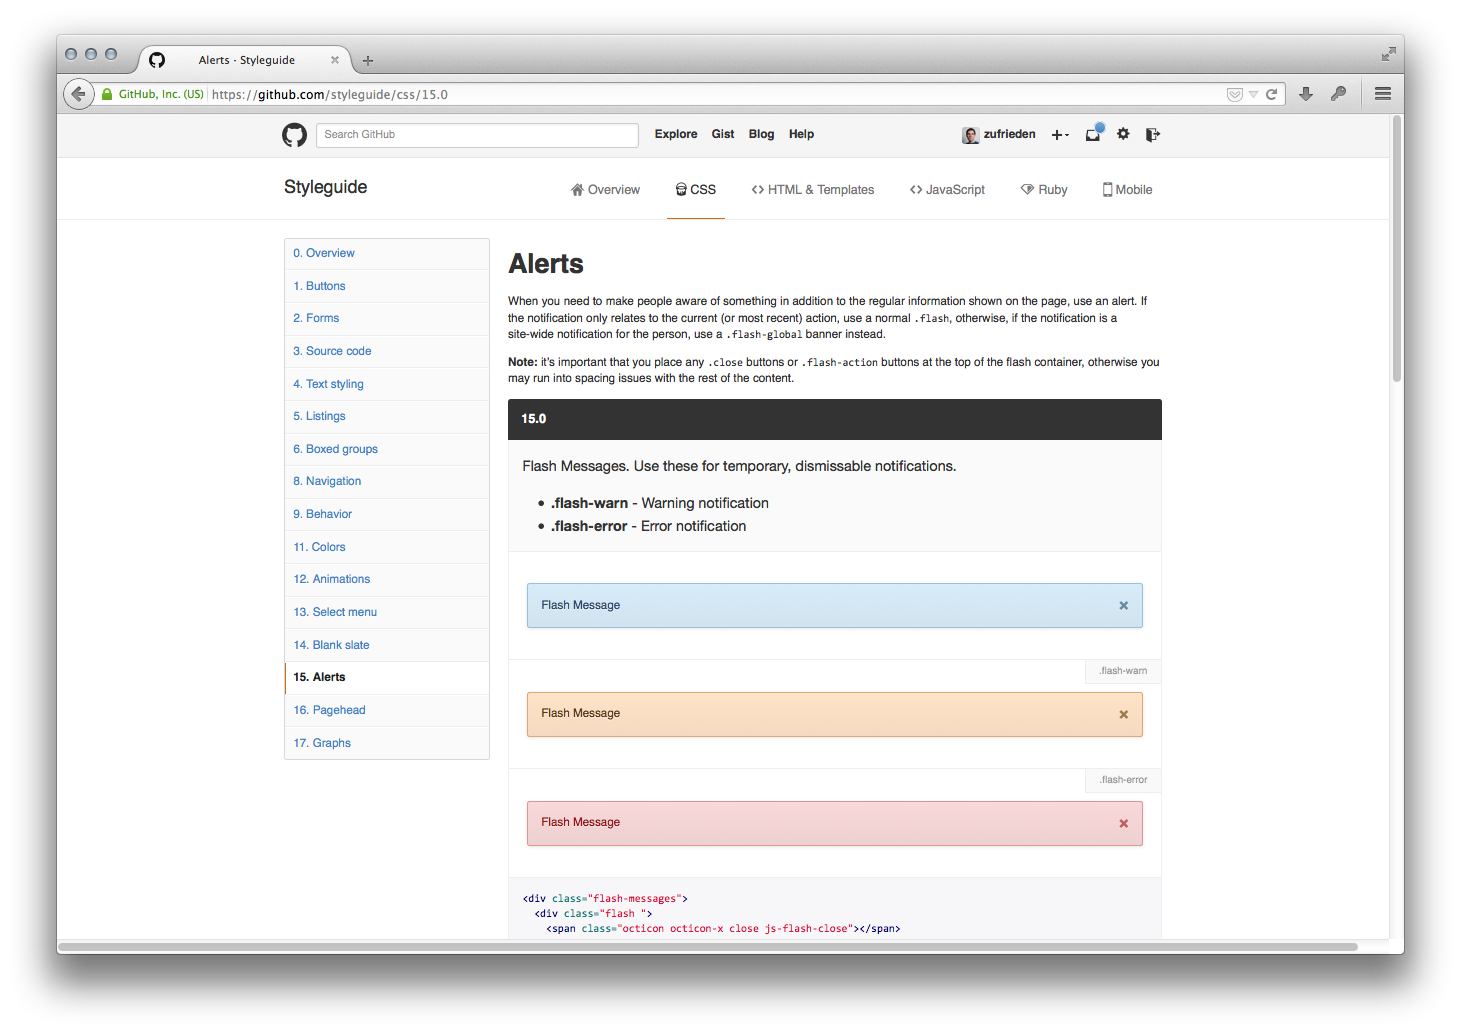 Alerts · Styleguide
GitHub, Inc. (US) https://github.com/styleguide/css/15.0
Search GitHub Explore Gist Blog Help zufrieden
Styleguide Overview CSS HTML & Templates JavaScript Ruby Mobile
0. Overview
1. Buttons
2. Forms
3. Source code
4. Text styling
5. Listings
6. Boxed groups
8. Navigation
9. Behavior
11. Colors
12. Animations
13. Select menu
14. Blank slate
15. Alerts
16. Pagehead
17. Graphs
Alerts
When you need to make people aware of something in addition to the regular information shown on the page, use an alert. If
the notification only relates to the current (or most recent) action, use a normal .flash, otherwise, if the notification is a
site-wide notification for the person, use a .flash-global banner instead.
Note: it's important that you place any .close buttons or .flash-action buttons at the top of the flash container, otherwise you
may run into spacing issues with the rest of the content.
15.0
Flash Messages. Use these for temporary, dismissable notifications.
• .flash-warn - Warning notification
• .flash-error - Error notification
Flash Message
.flash-warn
Flash Message
.flash-error
Flash Message
<div class="flash-messages">
<div class="flash ">
<span class="octicon octicon-x close js-flash-close"></span>